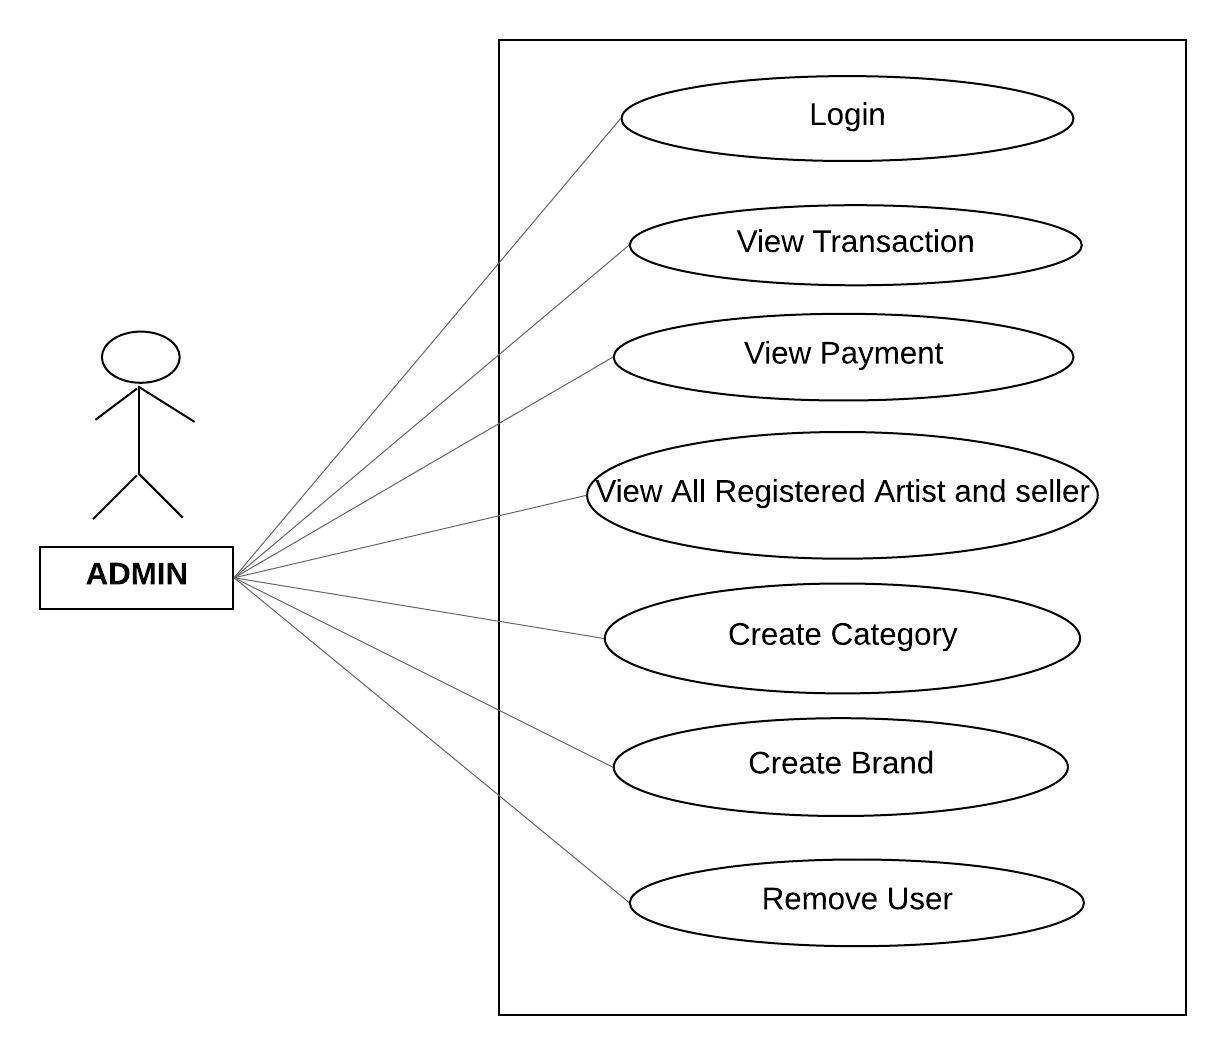 Login
View Transaction
View Payment
View All Registered Artist and seller
ADMIN
Create Category
Create Brand
Remove User